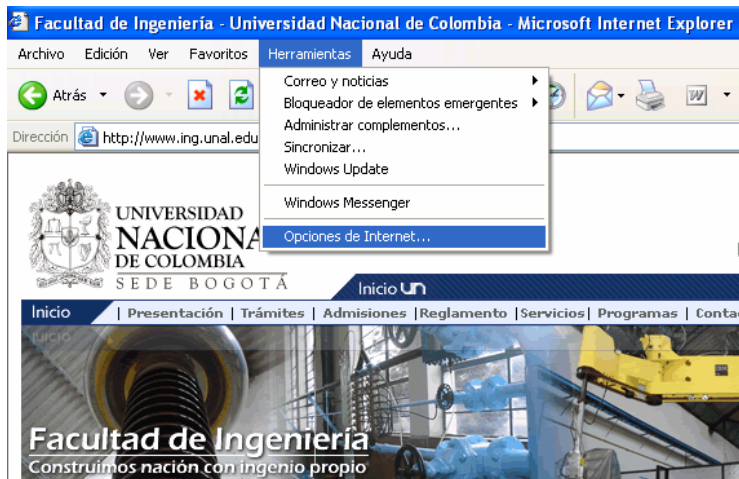 Facultad de Ingeniería - Universidad Nacional de Colombia - Microsoft Internet Explorer
Archivo Edición Ver Favoritos Herramientas Ayuda
Atrás
Correo y noticias
Bloqueador de elementos emergentes
Administrar complementos...
Sincronizar...
Windows Update
Windows Messenger
Opciones de Internet...
Dirección http://www.ing.unal.edu
UNIVERSIDAD
NACIONA
DE COLOMBIA
SEDE BOGOTÁ
Inicio un
Inicio | Presentación | Trámites | Admisiones |Reglamento |Servicios| Programas | Conta
Facultad de Ingeniería
Construimos nación con ingenio propio